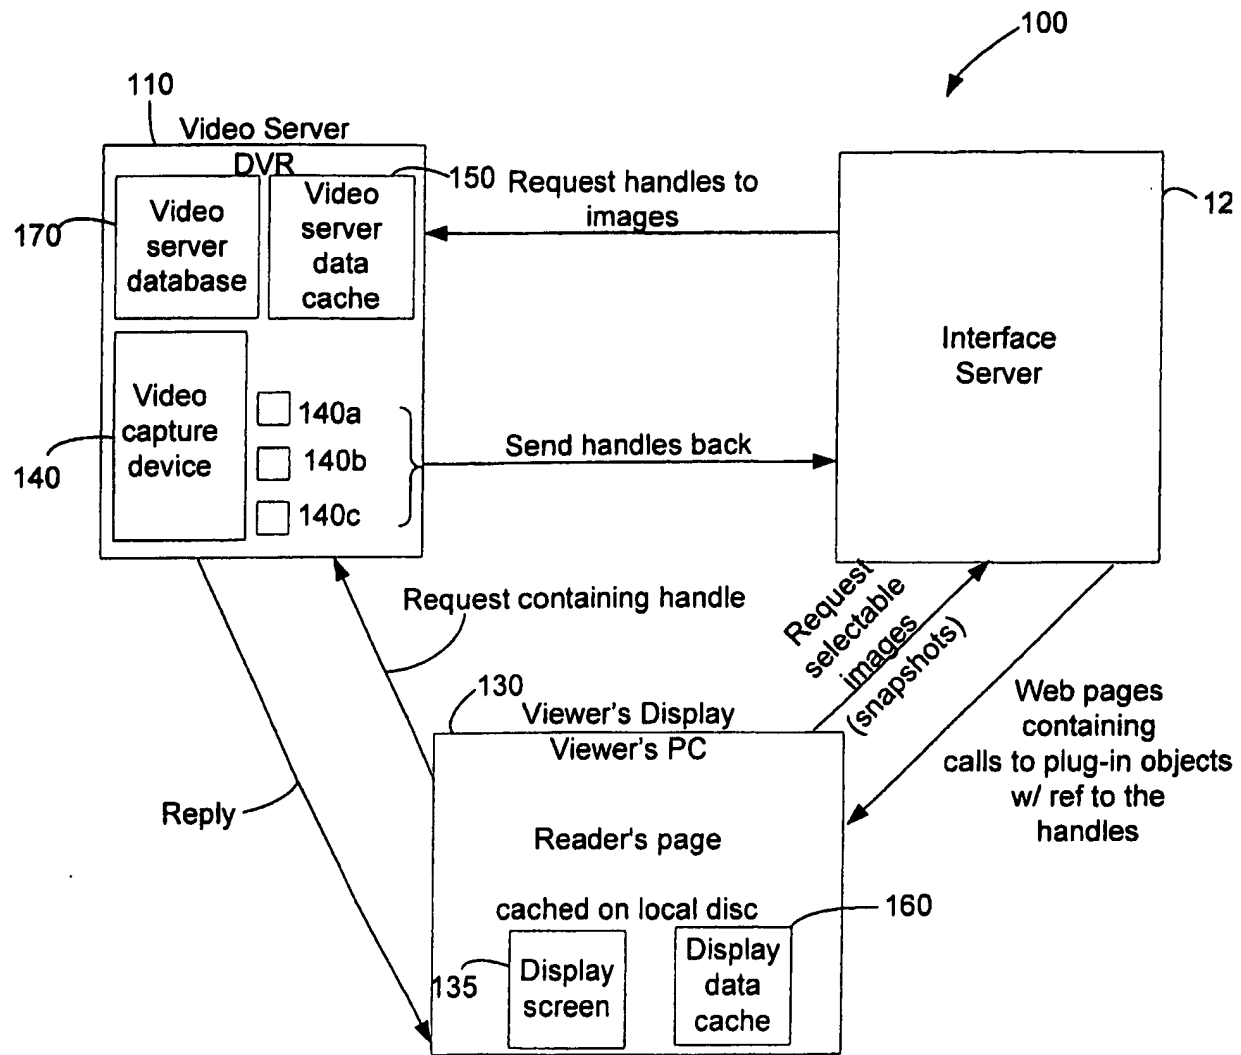 100
110
Video Server
DVR
150
170
Video
server
database
Video
server
data
cache
Request handles to
images
12
Interface
Server
Video
capture
device
140
140a
140b
140c
Send handles back
Request containing handle
Request
selectable
images
(snapshots)
130
Viewer's Display
Viewer's PC
Web pages
containing
calls to plug-in objects
w/ ref to the
handles
Reply
Reader's page
cached on local disc
160
135
Display
screen
Display
data
cache